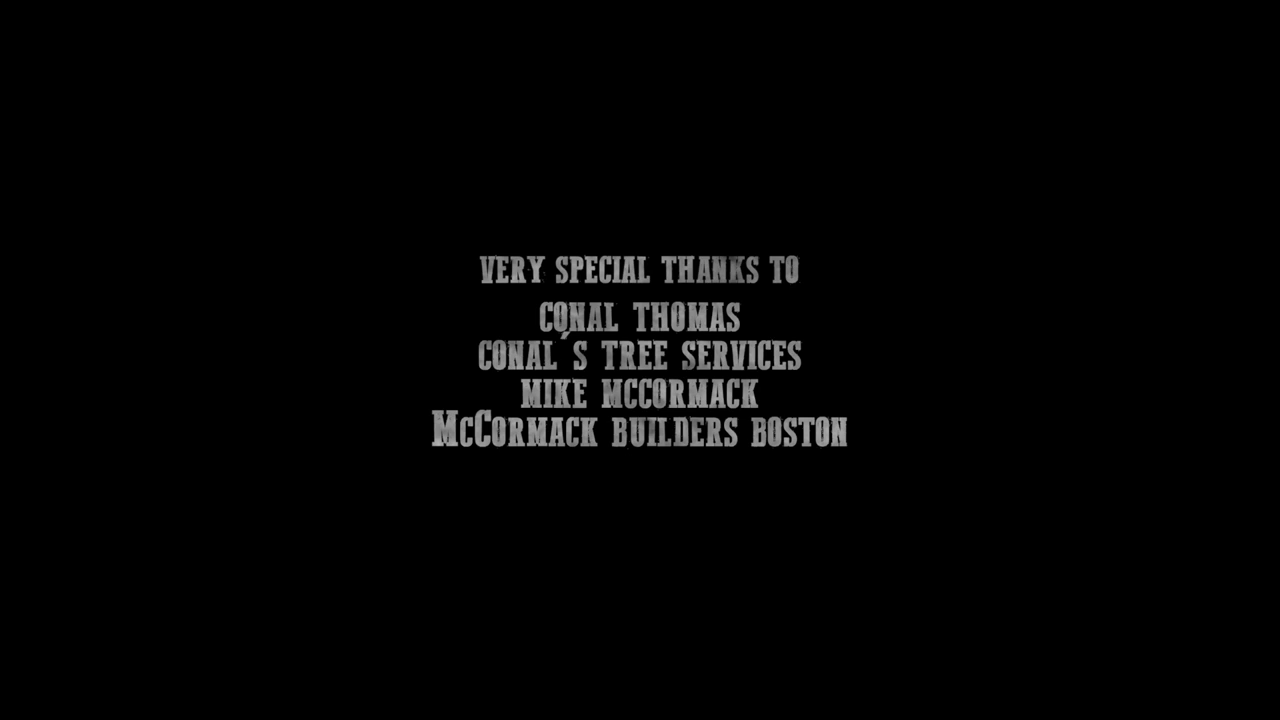 VERY SPECIAL THANKS TO
CONAL THOMAS
CONAL´S TREE SERVICES
MIKE MCCORMACK
McCORMACK BUILDERS BOSTON